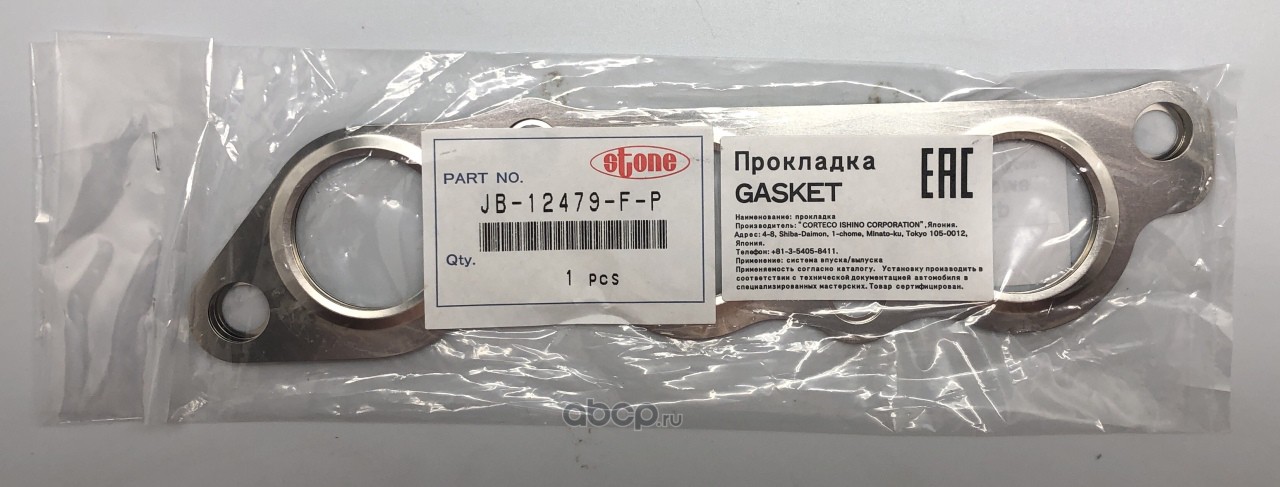 stone
PART NO.
JB-12479-F-P
Qty.
1 pcs
Прокладка
GASKET
EAC
Наименование: прокладка
Производитель: "CORTECO ISHINO CORPORATION", Япония.
Адрес: 4-8, Shiba-Daimon, 1-chome, Minato-ku, Tokyo 105-0012,
Япония.
Телефон: +81-3-5405-8411.
Применение: система впуска/выпуска
Применяемость согласно каталогу. Установку производить в
соответствии с технической документацией автомобиля в
специализированных мастерских. Товар сертифицирован.
abcp.ru